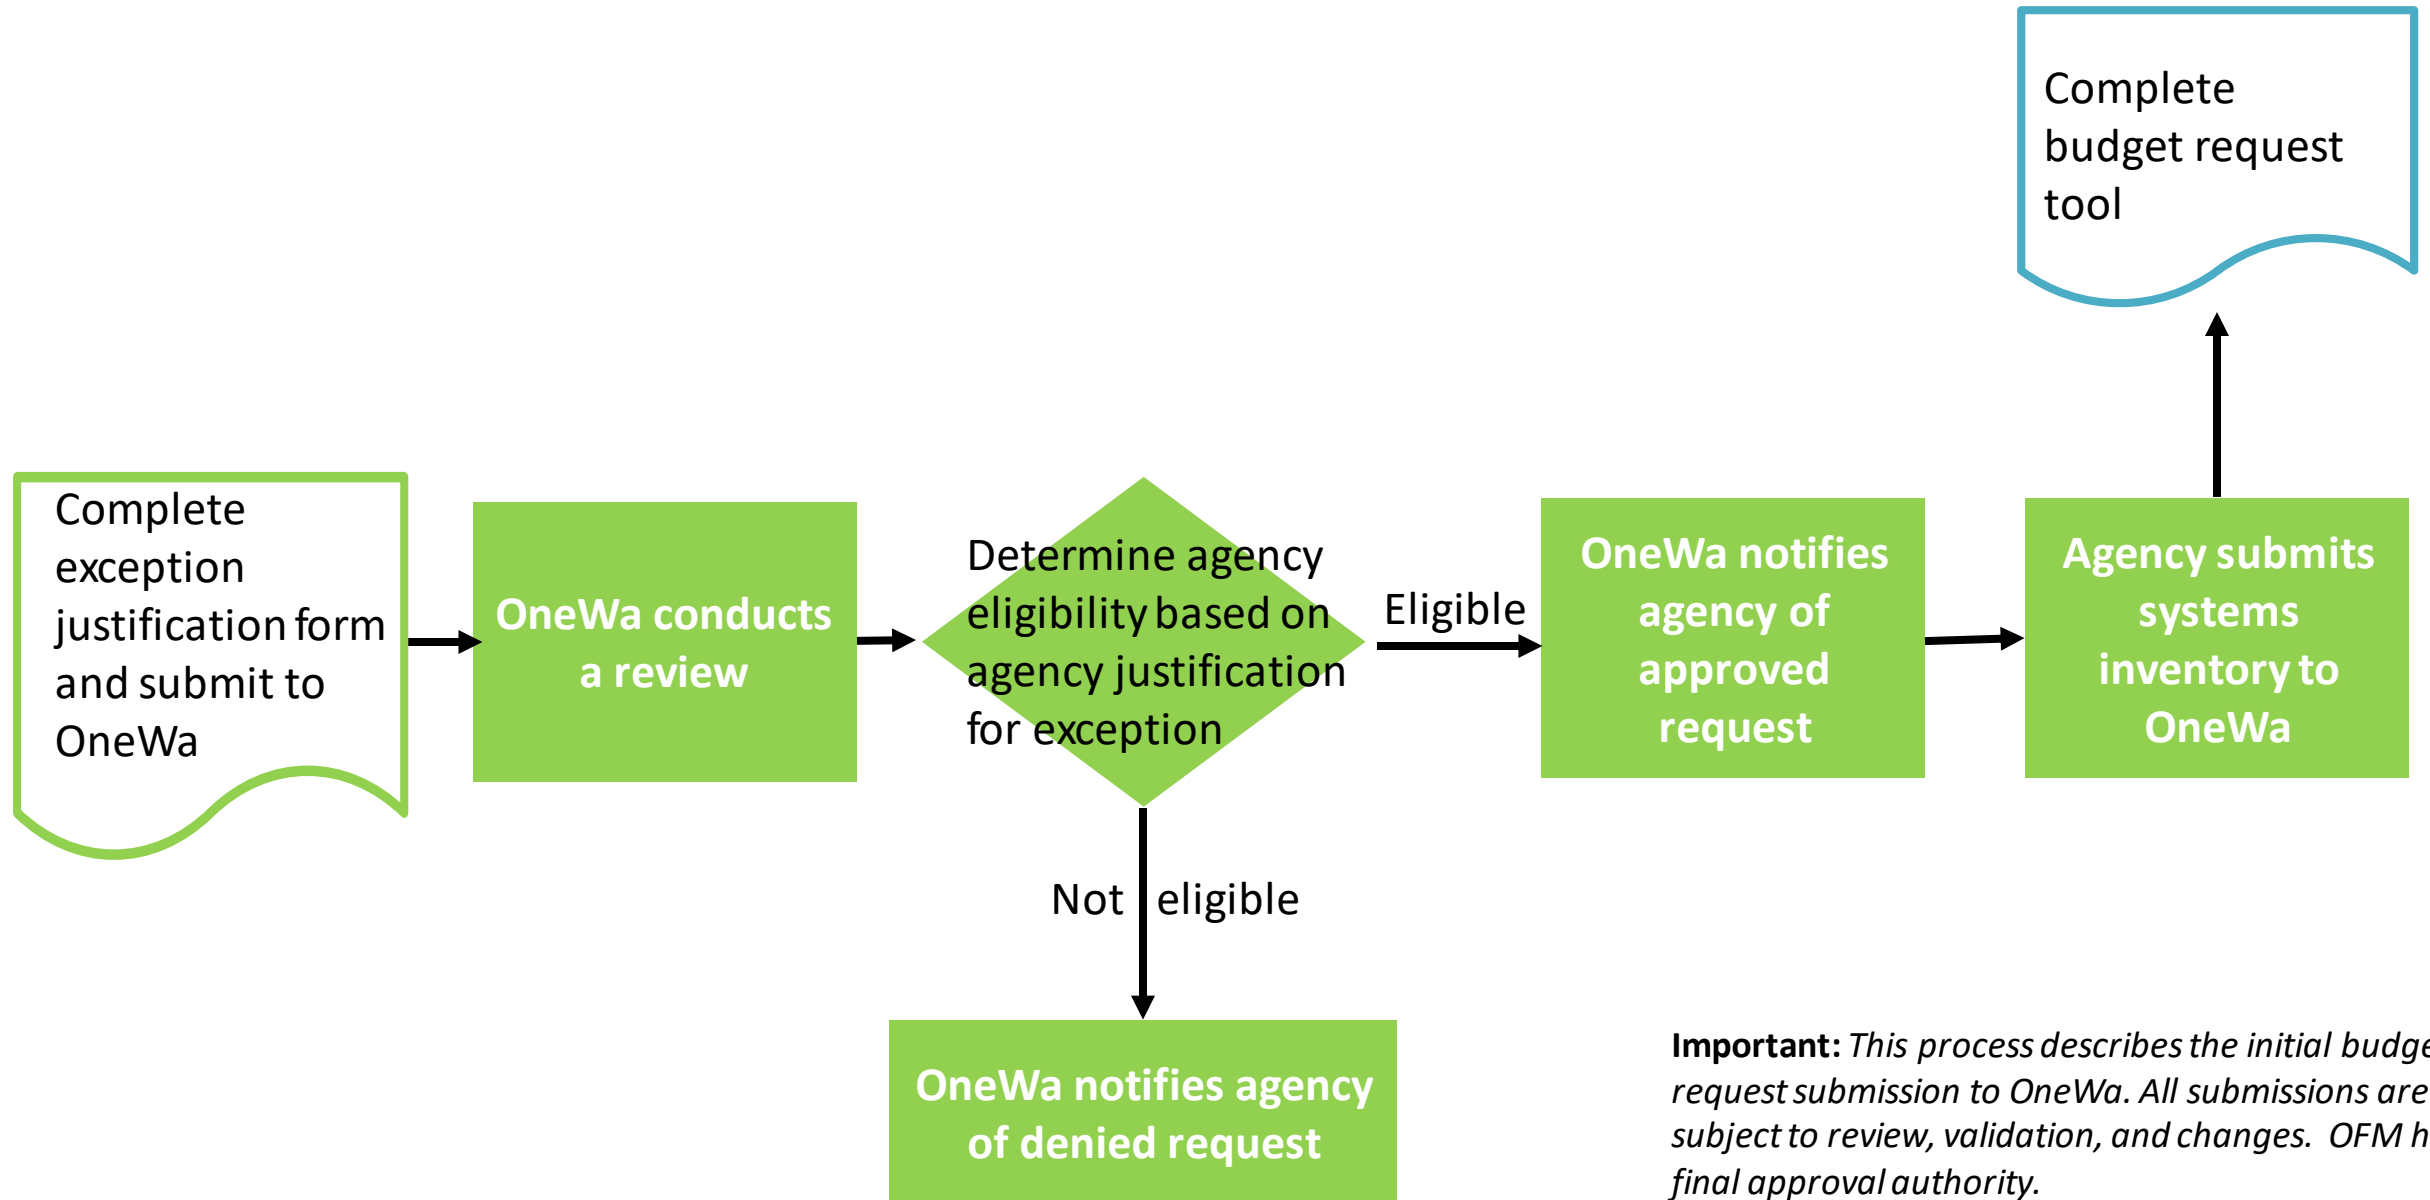 Complete
budget request
tool
Complete
exception
justification form
and submit to
OneWa
OneWa conducts
a review
Determine agency
eligibility based on
agency justification
for exception
Eligible
OneWa notifies
agency of
approved
request
Agency submits
systems
inventory to
OneWa
Not eligible
OneWa notifies agency
of denied request
Important: This process describes the initial
request submission to OneWa. All submissions are
subject to review, validation, and changes. OFM
final approval authority.